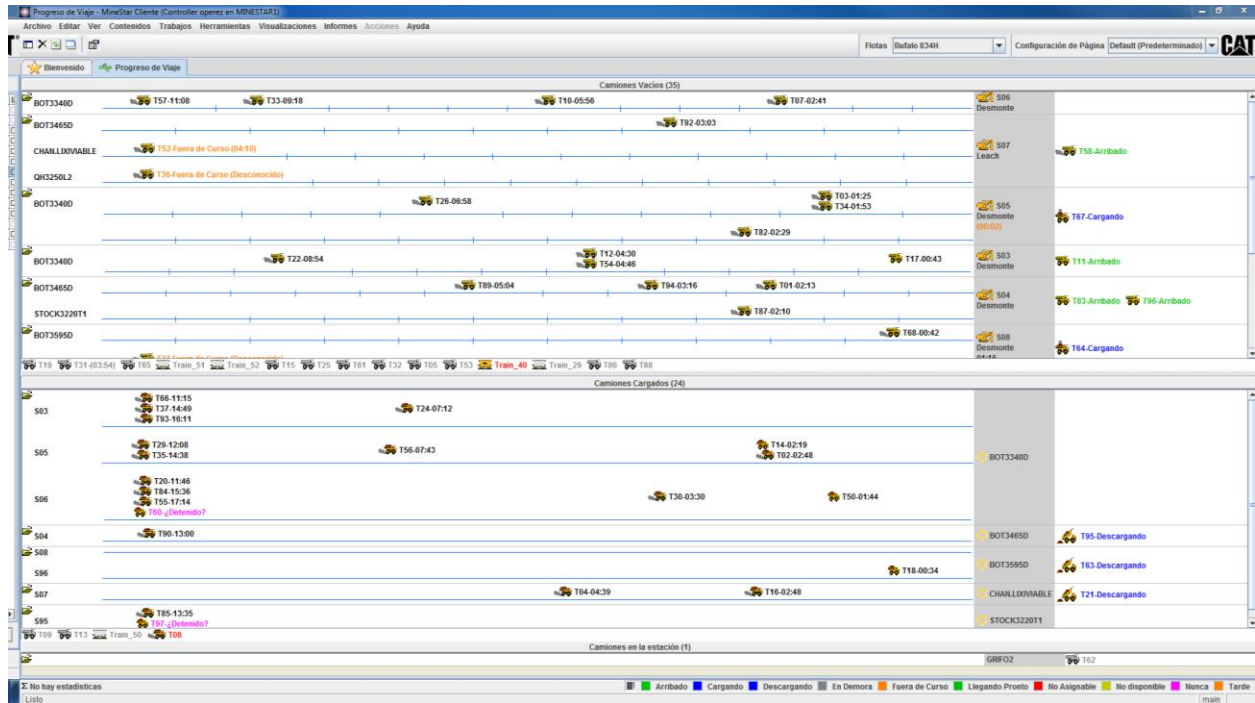 Progreso de Viaje - MineStar Cliente (Controller operez en MINESTAR1)
Archivo Editar Ver Contenidos Trabajos Herramientas Visualizaciones Informes Acciones Ayuda
Flotas Bufalo 834H Configuración de Página Default (Predeterminado) CAT
Bienvenido Progreso de Viaje
Camiones Vacíos (35)
BOT3340D T57-11:08 T33-09:18 T10-05:56 T07-02:41 S06
Desmonte
BOT3465D T92-03:03
CHAN.LIXIVIABLE T52-Fuera de Curso (04:10) S07
Leach T58-Arribado
QH3250L2 T36-Fuera de Curso (Desconocido)
BOT3340D T26-06:58 T03-01:25
T34-01:53 S05
Desmonte T67-Cargando
(00:02)
T82-02:29
BOT3340D T22-08:54 T12-04:30
T54-04:46 T17-00:43 S03
Desmonte T11-Arribado
BOT3465D T89-05:04 T94-03:16 T01-02:13
S04
Desmonte T83-Arribado T96-Arribado
STOCK3220T1 T87-02:10
BOT3595D T68-00:42 S08
Desmonte T64-Cargando
T19 T31-(03:54) T65 Train_51 Train_52 T15 T25 T61 T32 T05 T53 Train_40 Train_29 T80 T88
Camiones Cargados (24)
S03 T66-11:15
T37-14:49 T24-07:12
T93-16:11
S05 T29-12:08
T35-14:38 T56-07:43 T14-02:19
T02-02:48 BOT3340D
S06 T20-11:46
T84-15:36
T55-17:14 T30-03:30 T50-01:44
T60-¿Detenido?
S04 T90-13:00 BOT3465D T95-Descargando
S08
S96 T18-00:34 BOT3595D T63-Descargando
S07 T04-04:39 T16-02:48 CHAN.LIXIVIABLE T21-Descargando
S95 T85-13:35
T97-¿Detenido? STOCK3220T1
T09 T13 Train_50 T08
Camiones en la estación (1)
GRIFO2 T62
Σ No hay estadísticas Arribado Cargando Descargando En Demora Fuera de Curso Llegando Pronto No Asignable No disponible Nunca Tarde
Listo main